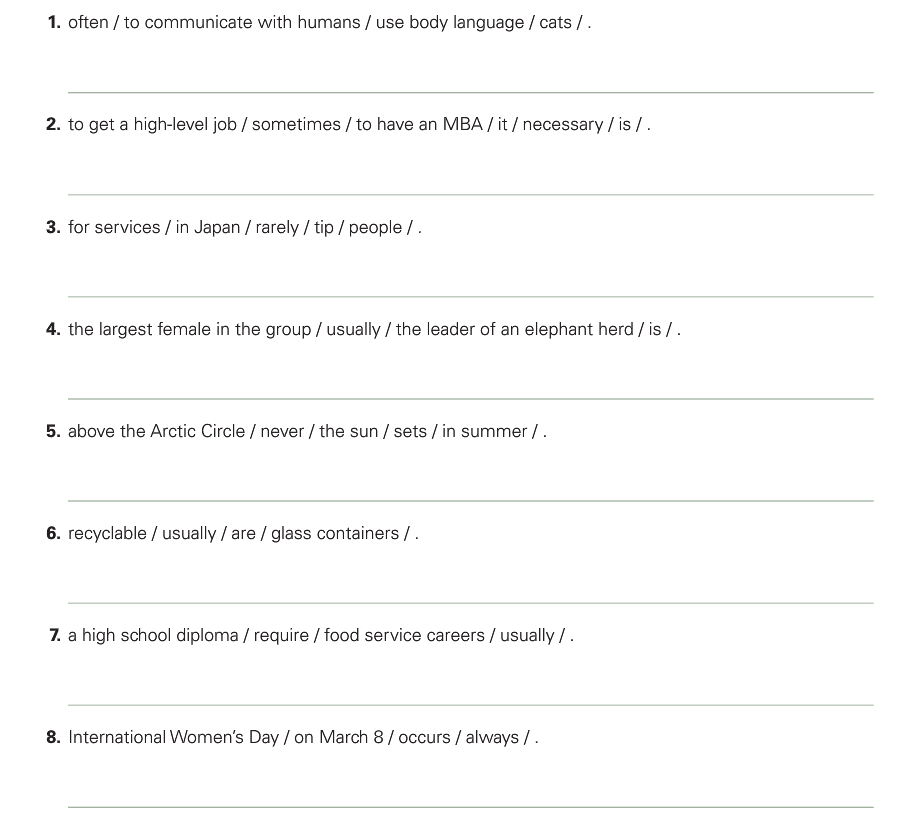 1. often / to communicate with humans / use body language / cats / .
2. to get a high-level job / sometimes / to have an MBA / it / necessary / is / .
3. for services / in Japan / rarely / tip / people / .
4. the largest female in the group / usually / the leader of an elephant herd / is / .
5. above the Arctic Circle / never / the sun / sets / in summer / .
6. recyclable / usually / are / glass containers / .
7. a high school diploma / require / food service careers / usually / .
8. International Women's Day / on March 8 / occurs / always / .